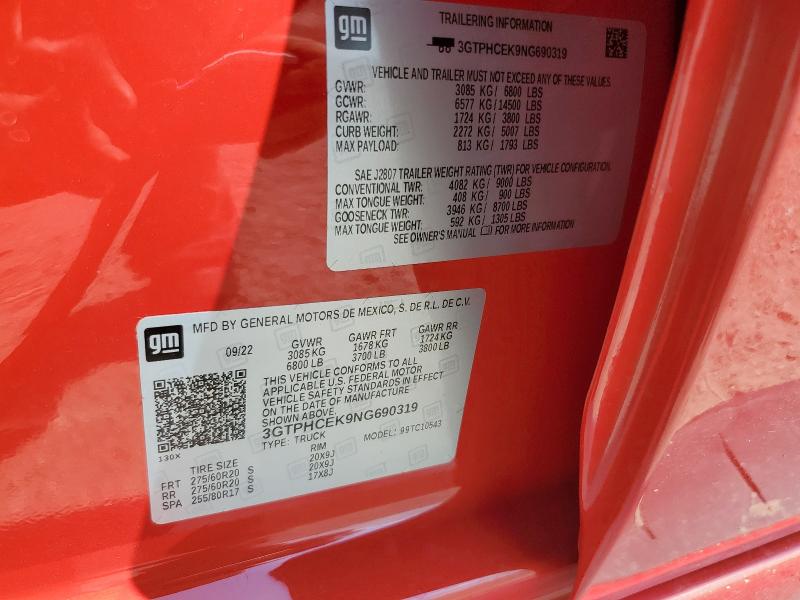 gm
TRAILERING INFORMATION
3GTPHCEK9NG690319
VEHICLE AND TRAILER MUST NOT EXCEED ANY OF THESE VALUES.
GVWR: 3085 KG/ 6800 LBS
GCWR: 6577 KG/14500 LBS
RGAWR: 1724 KG/ 3800 LBS
CURB WEIGHT: 2272 KG/ 5007 LBS
MAX PAYLOAD: 813 KG/ 1793 LBS
SAE J2807 TRAILER WEIGHT RATING (TWR) FOR VEHICLE CONFIGURATION.
CONVENTIONAL TWR: 4082 KG/ 9000 LBS
MAX TONGUE WEIGHT: 408 KG/ 900 LBS
GOOSENECK TWR: 3946 KG/ 8700 LBS
MAX TONGUE WEIGHT: 592 KG/ 1305 LBS
SEE OWNER'S MANUAL FOR MORE INFORMATION
gm
MFD BY GENERAL MOTORS DE MEXICO, S. DE R.L. DE C.V.
09/22 GVWR GAWR FRT GAWR RR
3085 KG 1678 KG 1724 KG
6800 LB 3700 LB 3800 LB
THIS VEHICLE CONFORMS TO ALL
APPLICABLE U.S. FEDERAL MOTOR
VEHICLE SAFETY STANDARDS IN EFFECT
ON THE DATE OF MANUFACTURE
SHOWN ABOVE.
3GTPHCEK9NG690319
130X TYPE: TRUCK MODEL: 99TC10543
TIRE SIZE RIM
FRT 275/60R20 S 20X9J
RR 275/60R20 S 20X9J
SPA 255/80R17 S 17X8J